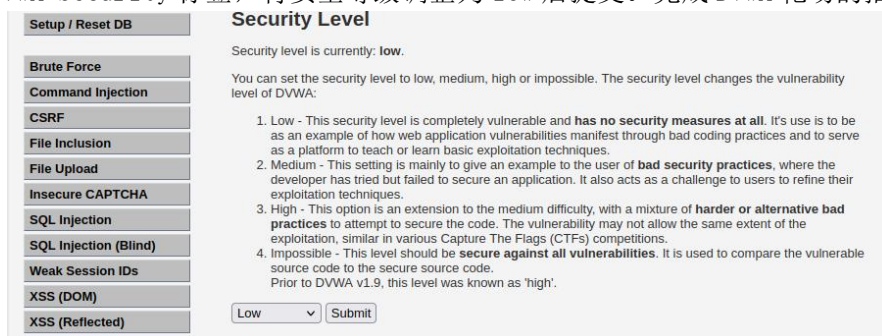 Setup / Reset DB
Brute Force
Command Injection
CSRF
File Inclusion
File Upload
Insecure CAPTCHA
SQL Injection
SQL Injection (Blind)
Weak Session IDs
XSS (DOM)
XSS (Reflected)
Security Level
Security level is currently: low.
You can set the security level to low, medium, high or impossible. The security level changes the vulnerability
level of DVWA:
1. Low - This security level is completely vulnerable and has no security measures at all. It's use is to be
as an example of how web application vulnerabilities manifest through bad coding practices and to serve
as a platform to teach or learn basic exploitation techniques.
2. Medium - This setting is mainly to give an example to the user of bad security practices, where the
developer has tried but failed to secure an application. It also acts as a challenge to users to refine their
exploitation techniques.
3. High - This option is an extension to the medium difficulty, with a mixture of harder or alternative bad
practices to attempt to secure the code. The vulnerability may not allow the same extent of the
exploitation, similar in various Capture The Flags (CTFs) competitions.
4. Impossible - This level should be secure against all vulnerabilities. It is used to compare the vulnerable
source code to the secure source code.
Prior to DVWA v1.9, this level was known as 'high'.
Low
Submit